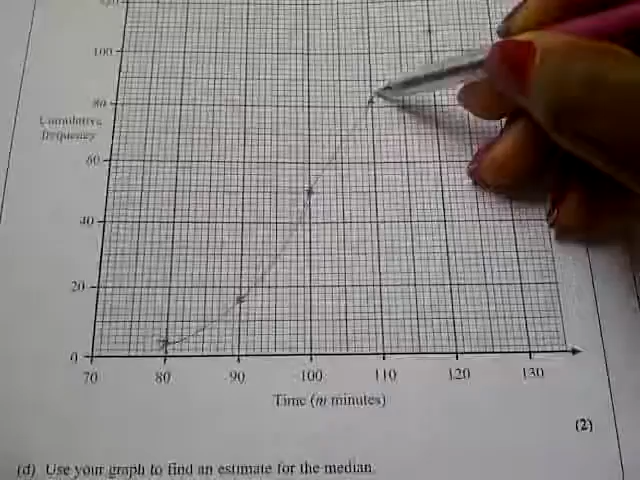 120
100
80
Cumulative
frequency
60
40
20
0
70 80 90 100 110 120 130
Time (m minutes)
(2)
(d) Use your graph to find an estimate for the median